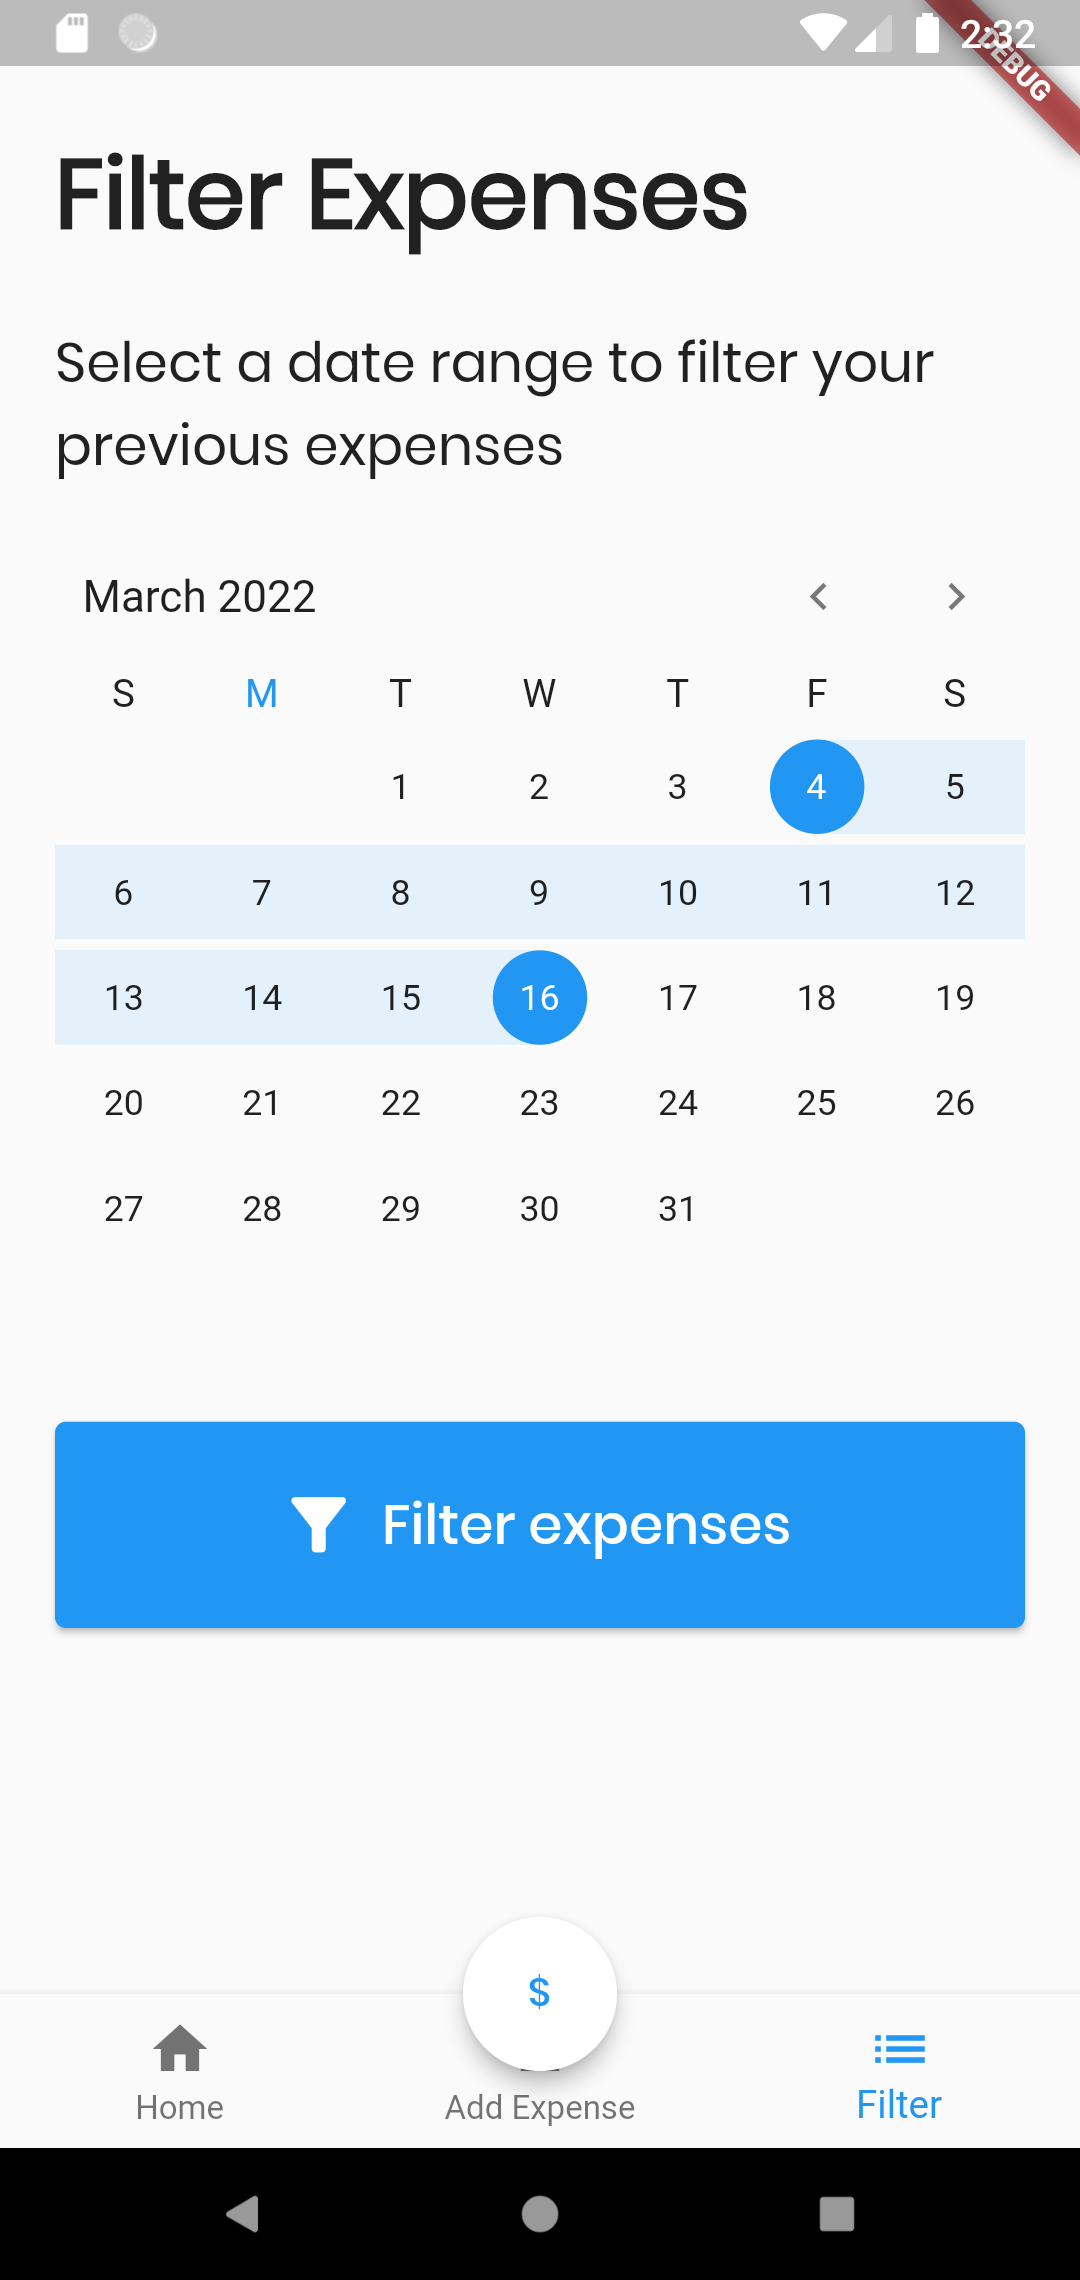 2:32
DEBUG
Filter Expenses
Select a date range to filter your
previous expenses
March 2022
S M T W T F S
1 2 3 4 5
6 7 8 9 10 11 12
13 14 15 16 17 18 19
20 21 22 23 24 25 26
27 28 29 30 31
Filter expenses
$
Home Add Expense Filter